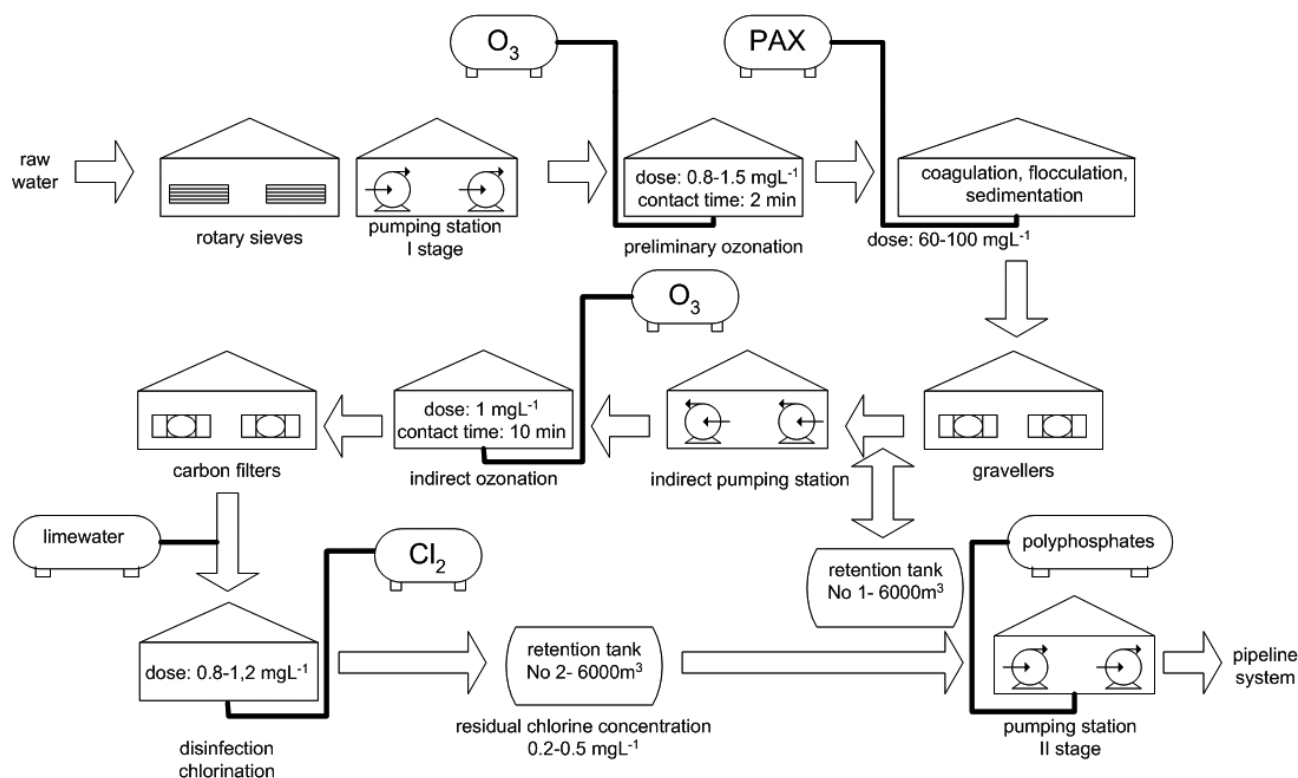 O₃
PAX
raw
water
rotary sieves
pumping station
I stage
dose: 0.8-1.5 mgL⁻¹
contact time: 2 min
preliminary ozonation
coagulation, flocculation,
sedimentation
dose: 60-100 mgL⁻¹
O₃
carbon filters
dose: 1 mgL⁻¹
contact time: 10 min
indirect ozonation
indirect pumping station
gravellers
limewater
Cl₂
retention tank
No 1- 6000m³
polyphosphates
dose: 0.8-1,2 mgL⁻¹
disinfection
chlorination
retention tank
No 2- 6000m³
residual chlorine concentration
0.2-0.5 mgL⁻¹
pumping station
II stage
pipeline
system